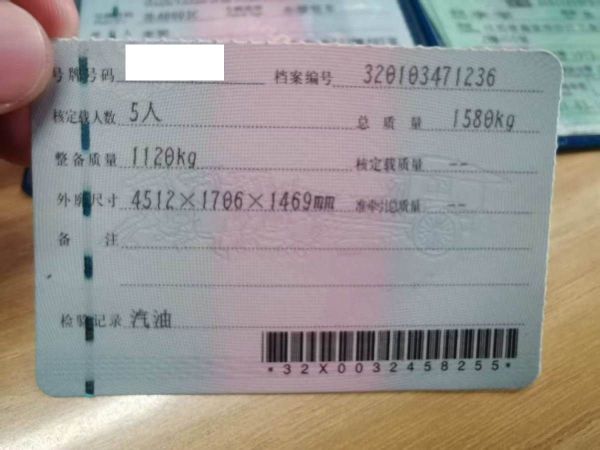 号牌号码 档案编号 320103471236
核定载人数 5人 总质量 1580kg
整备质量 1120kg 核定载质量 --
外廓尺寸 4512×1706×1469mm 准牵引总质量 --
备注
检验记录 汽油
*32X0032458255*